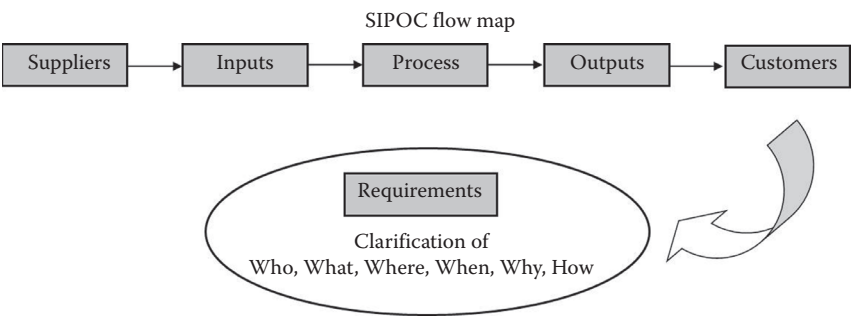 SIPOC flow map
Suppliers
Inputs
Process
Outputs
Customers
Requirements
Clarification of
Who, What, Where, When, Why, How